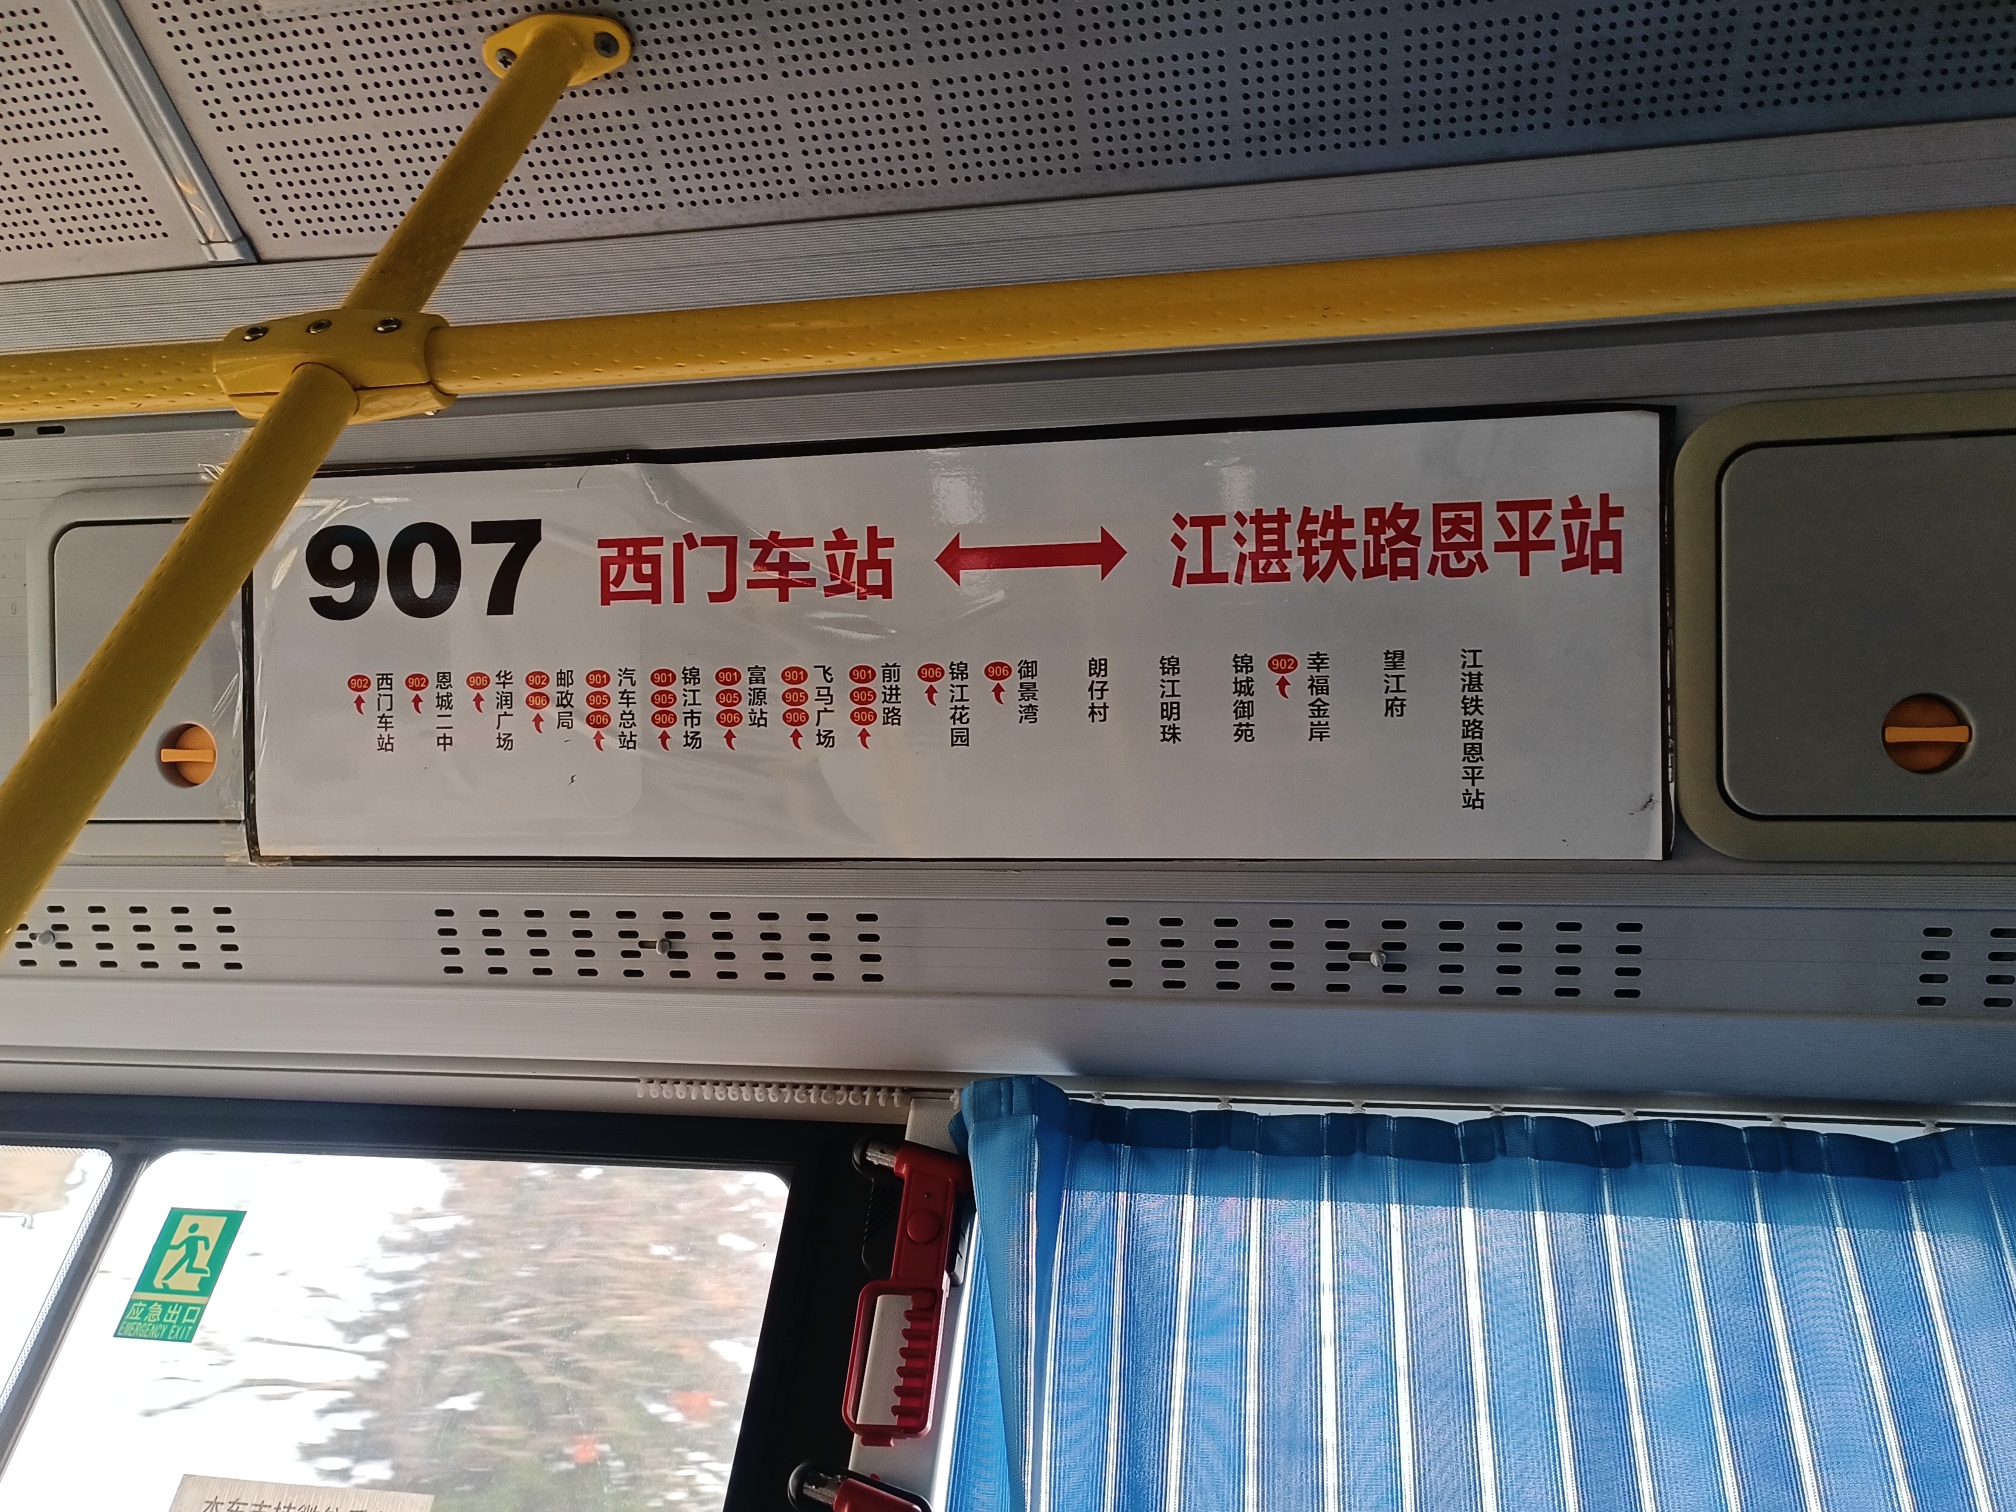 907 西门车站 江湛铁路恩平站
902 西门车站
902 恩城二中
906 华润广场
902 906 邮政局
901 905 906 汽车总站
901 905 906 锦江市场
901 905 906 富源站
901 905 906 飞马广场
901 905 906 前进路
906 锦江花园
906 御景湾
朗仔村
锦江明珠
锦城御苑
902 幸福金岸
望江府
江湛铁路恩平站
应急出口
EMERGENCY EXIT